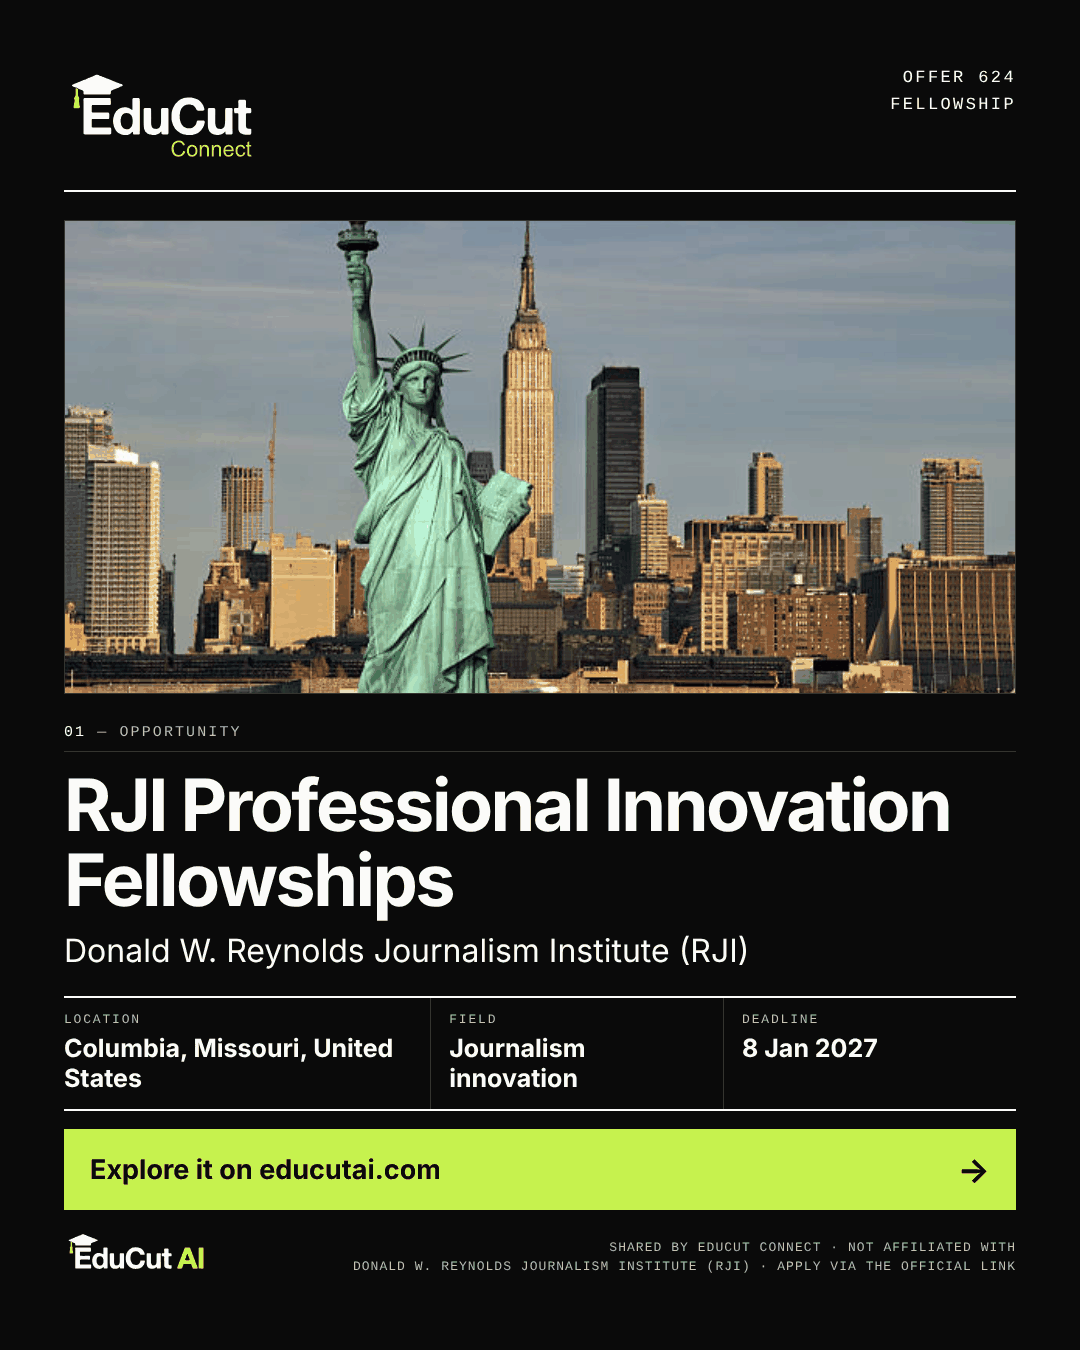 EduCut
Connect
OFFER 624
FELLOWSHIP
01 — OPPORTUNITY
RJI Professional Innovation
Fellowships
Donald W. Reynolds Journalism Institute (RJI)
LOCATION
Columbia, Missouri, United
States
FIELD
Journalism
innovation
DEADLINE
8 Jan 2027
Explore it on educutai.com →
EduCut AI
SHARED BY EDUCUT CONNECT · NOT AFFILIATED WITH
DONALD W. REYNOLDS JOURNALISM INSTITUTE (RJI) · APPLY VIA THE OFFICIAL LINK